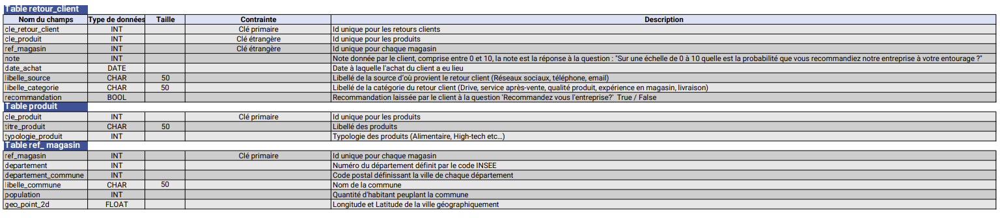 Table retour_client
Nom du champs Type de données Taille Contrainte Description
cle_retour_client INT Clé primaire Id unique pour les retours clients
cle_produit INT Clé étrangère Id unique pour les produits
ref_magasin INT Clé étrangère Id unique pour chaque magasin
note INT Note donnée par le client, comprise entre 0 et 10, la note est la réponse à la question : "Sur une échelle de 0 à 10 quelle est la probabilité que vous recommandiez notre entreprise à votre entourage ?"
date_achat DATE Date à laquelle l'achat du client a eu lieu
libelle_source CHAR 50 Libellé de la source d'où provient le retour client (Réseaux sociaux, téléphone, email)
libelle_categorie CHAR 50 Libellé de la catégorie du retour client (Drive, service après-vente, qualité produit, expérience en magasin, livraison)
recommandation BOOL Recommandation laissée par le client à la question 'Recommandez vous l'entreprise?' True / False
Table produit
cle_produit INT Clé primaire Id unique pour les produits
titre_produit CHAR 50 Libellé des produits
typologie_produit INT Typologie des produits (Alimentaire, High-tech etc...)
Table ref_ magasin
ref_magasin INT Clé primaire Id unique pour chaque magasin
departement INT Numéro du département définit par le code INSEE
departement_commune INT Code postal définissant la ville de chaque département
libelle_commune CHAR 50 Nom de la commune
population INT Quantité d'habitant peuplant la commune
geo_point_2d FLOAT Longitude et Latitude de la ville géographiquement